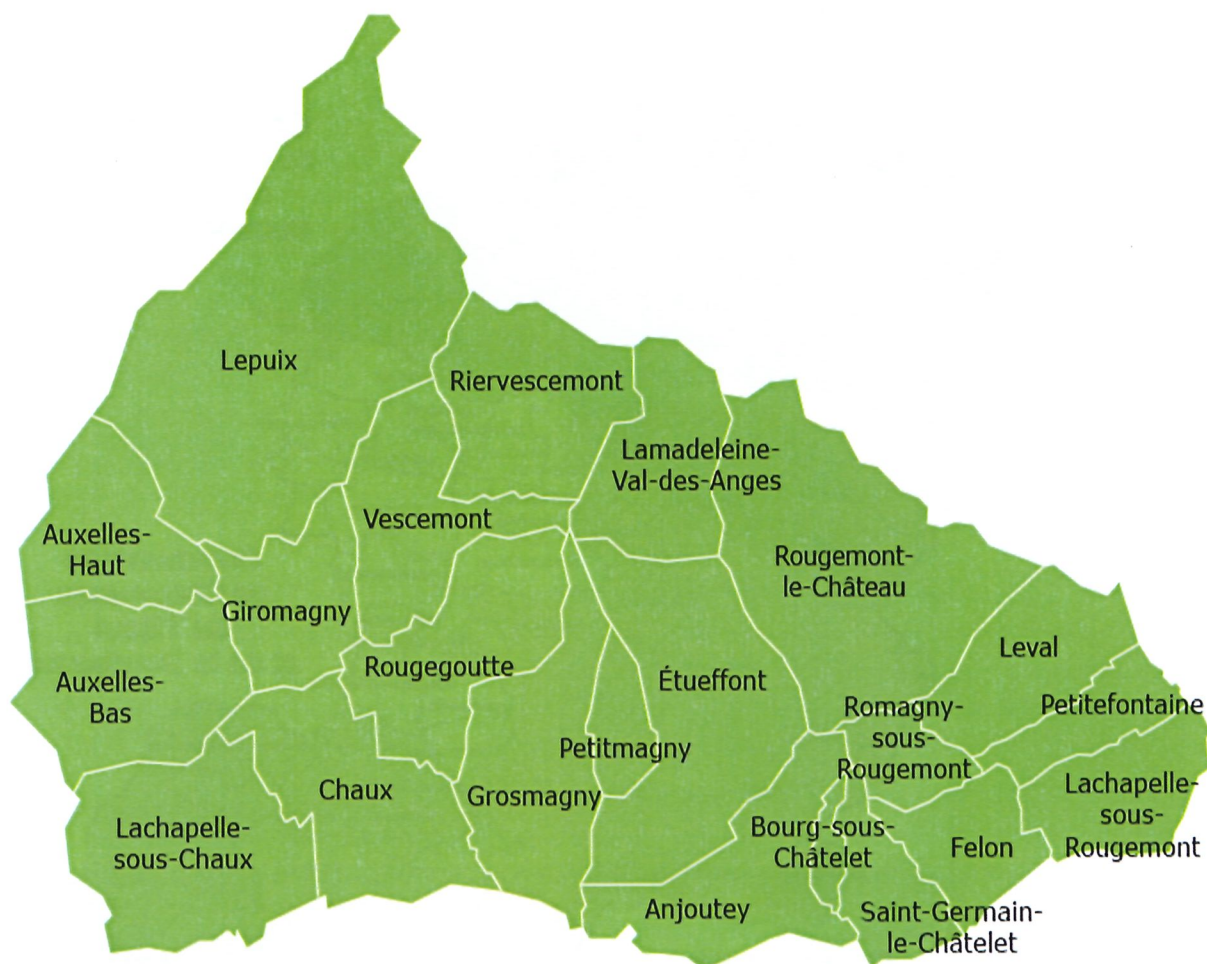 Lepuix
Riervescemont
Lamadeleine-
Val-des-Anges
Auxelles-
Haut
Vescemont
Rougemont-
le-Château
Giromagny
Rougegoutte
Étueffont
Leval
Auxelles-
Bas
Petitmagny
Romagny-
sous-
Rougemont
Petitefontaine
Chaux
Grosmagny
Lachapelle-
sous-
Rougemont
Lachapelle-
sous-Chaux
Bourg-sous-
Châtelet
Felon
Anjoutey
Saint-Germain-
le-Châtelet